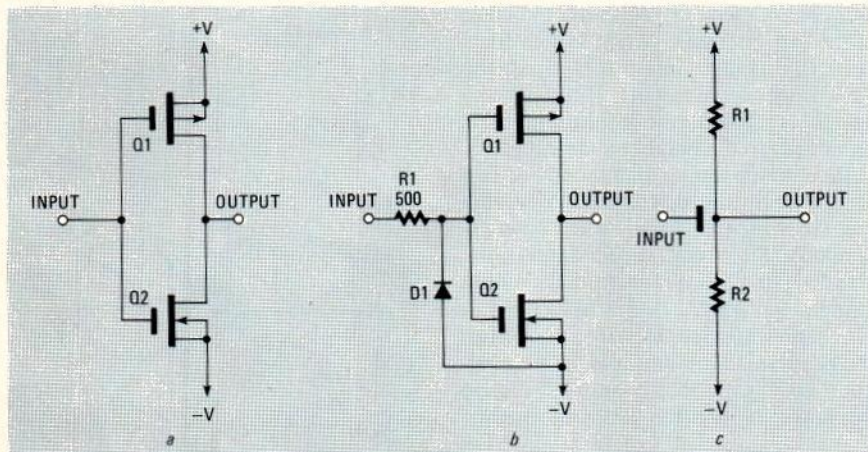 +V
Q1
INPUT
OUTPUT
Q2
-V
a
+V
Q1
R1
500
INPUT
OUTPUT
D1
Q2
-V
b
+V
R1
INPUT
OUTPUT
R2
-V
c